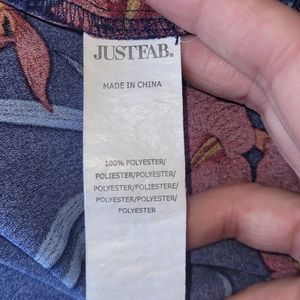 JUSTFAB®
MADE IN CHINA
100% POLYESTER/
POLIESTER/POLYESTER/
POLYESTER/POLIESTERE/
POLYESTER/POLYESTER/
POLYESTER